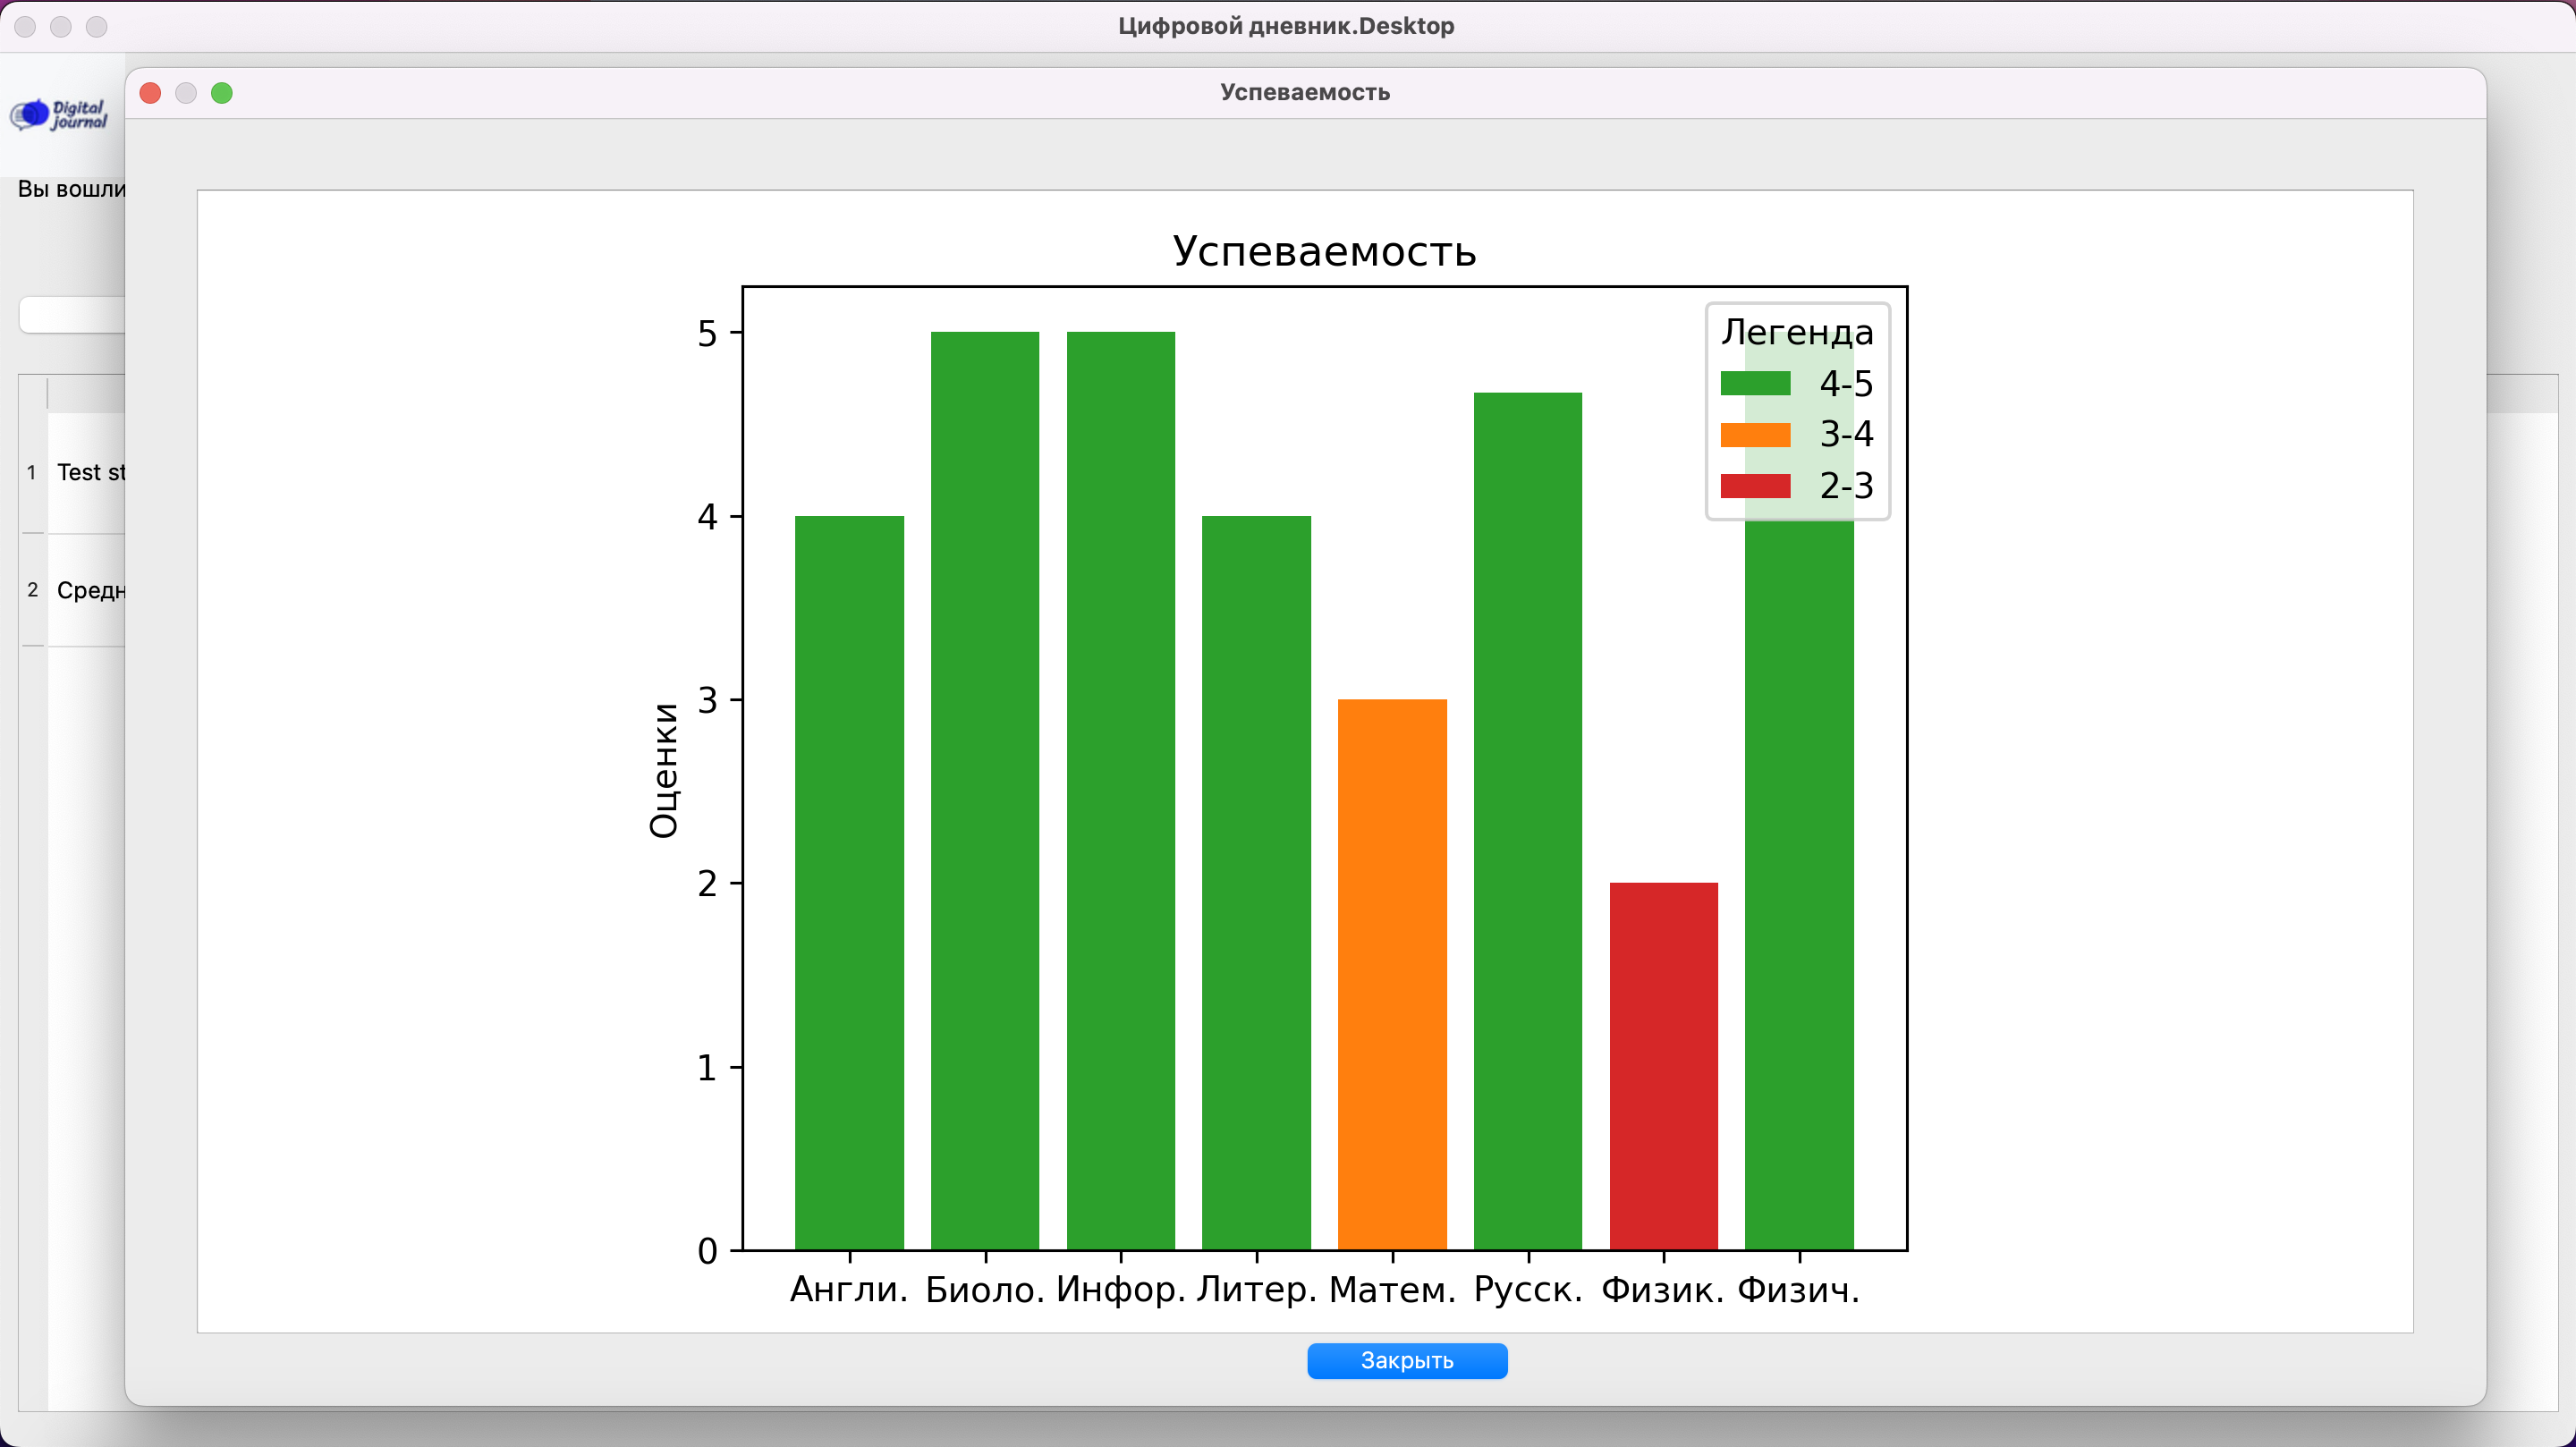 Цифровой дневник.Desktop
Успеваемость
Digital
journal
Вы вошли
1 Test st
2 Средн
Успеваемость
Легенда
4-5
3-4
2-3
5
4
3
2
1
0
Оценки
Англи. Биоло. Инфор. Литер. Матем. Русск. Физик. Физич.
Закрыть